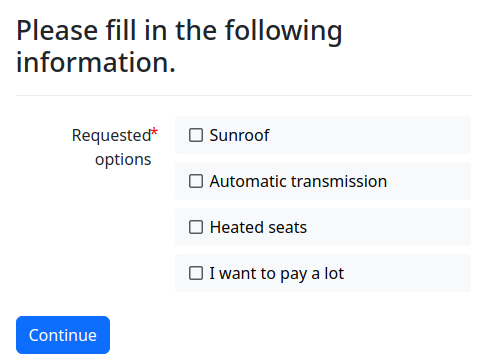 Please fill in the following
information.
Requested*
options
Sunroof
Automatic transmission
Heated seats
I want to pay a lot
Continue